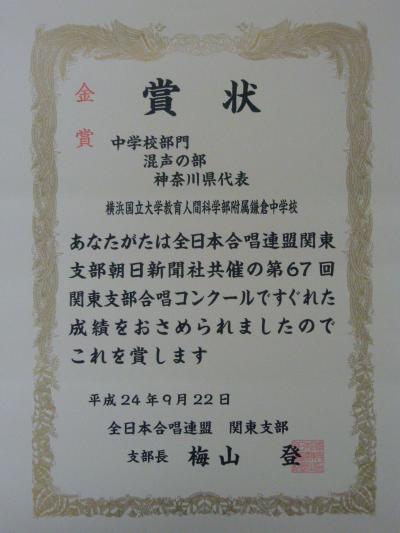 賞状
金賞
中学校部門
混声の部
神奈川県代表
横浜国立大学教育人間科学部附属鎌倉中学校
あなたがたは全日本合唱連盟関東
支部朝日新聞社共催の第67回
関東支部合唱コンクールですぐれた
成績をおさめられましたので
これを賞します
平成24年9月22日
全日本合唱連盟 関東支部
支部長 梅山 登